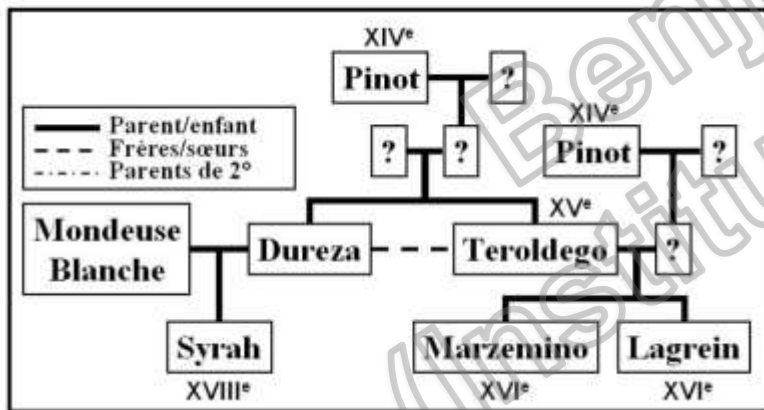 XIVᵉ
Pinot
?
Parent/enfant
Frères/sœurs
Parents de 2°
?
?
XIVᵉ
Pinot
?
Mondeuse
Blanche
Dureza
XVᵉ
Teroldego
?
Syrah
XVIIIᵉ
Marzemino
XVIᵉ
Lagrein
XVIᵉ